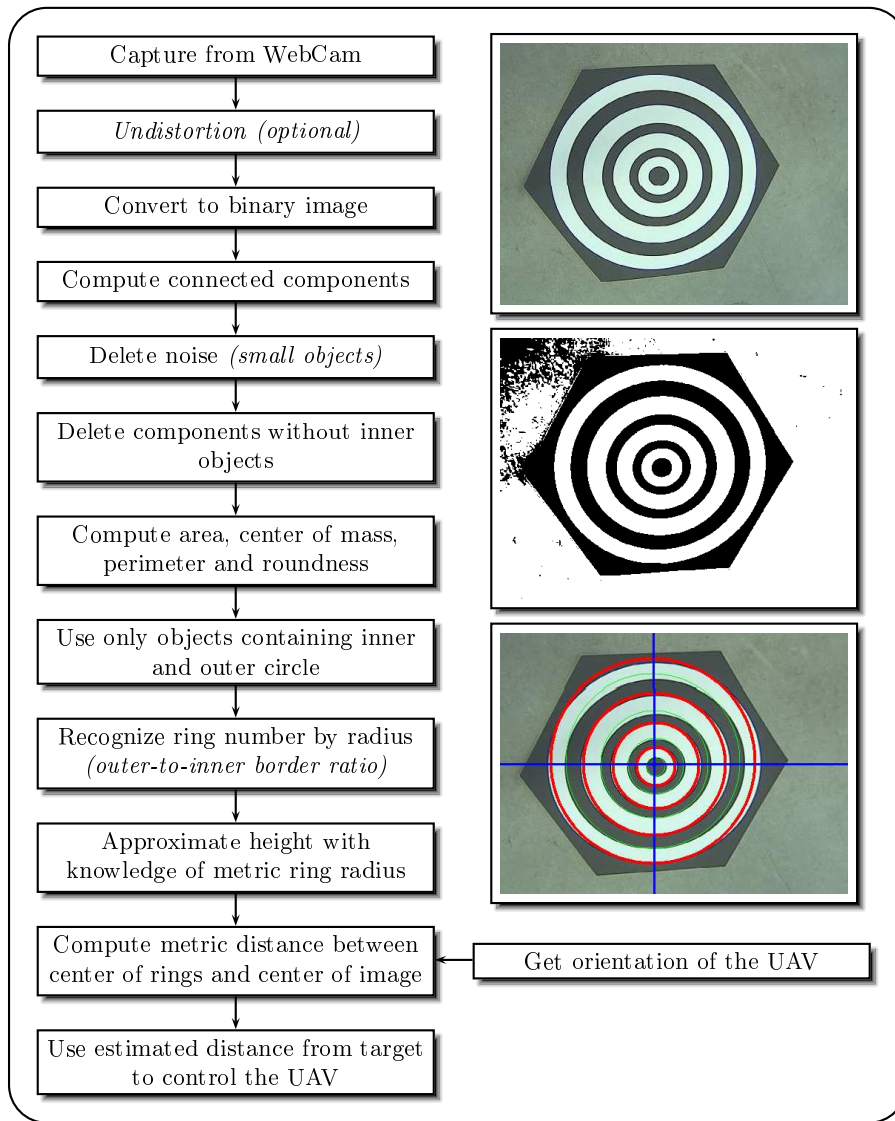 Capture from WebCam
Undistortion (optional)
Convert to binary image
Compute connected components
Delete noise (small objects)
Delete components without inner
objects
Compute area, center of mass,
perimeter and roundness
Use only objects containing inner
and outer circle
Recognize ring number by radius
(outer-to-inner border ratio)
Approximate height with
knowledge of metric ring radius
Compute metric distance between
center of rings and center of image
Get orientation of the UAV
Use estimated distance from target
to control the UAV